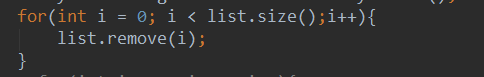 for(int i = 0; i < list.size();i++){
    list.remove(i);
}